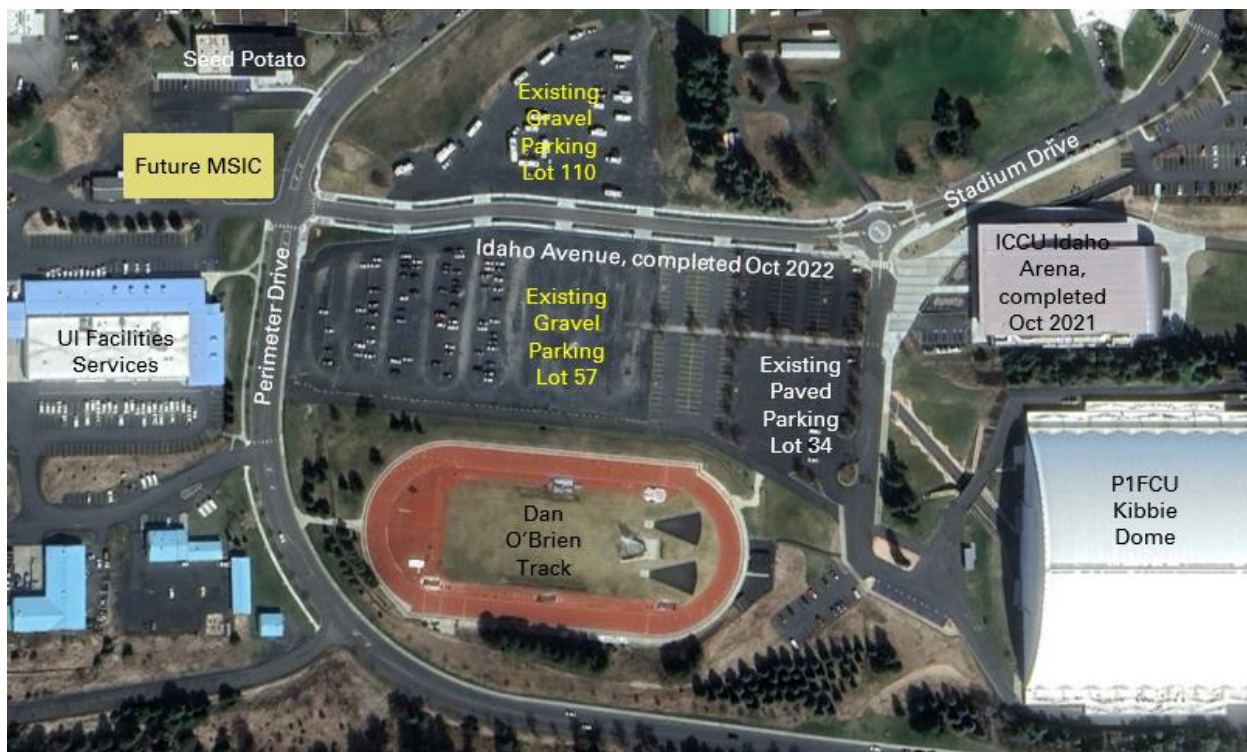 Seed Potato
Existing
Gravel
Parking
Lot 110
Future MSIC
Stadium Drive
Idaho Avenue, completed Oct 2022
ICCU Idaho
Arena,
completed
Oct 2021
Perimeter Drive
UI Facilities
Services
Existing
Gravel
Parking
Lot 57
Existing
Paved
Parking
Lot 34
Dan
O'Brien
Track
P1FCU
Kibbie
Dome